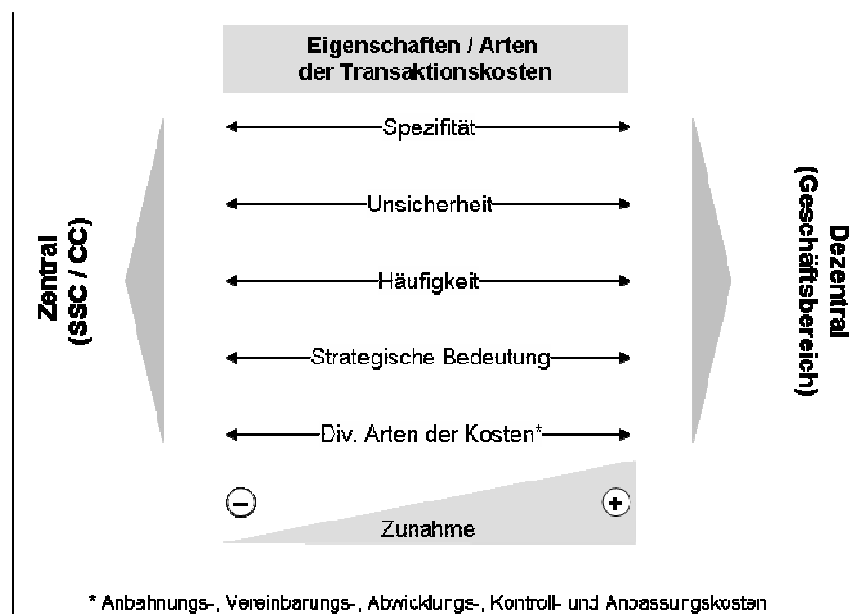 Eigenschaften / Arten
der Transaktionskosten
Zentral
(SSC / CC)
Spezifität
Unsicherheit
Häufigkeit
Strategische Bedeutung
Div. Arten der Kosten*
Dezentral
(Geschäftsbereich)
−
+
Zunahme
* Anbahnungs-, Vereinbarungs-, Abwicklungs-, Kontroll- und Anpassungskosten